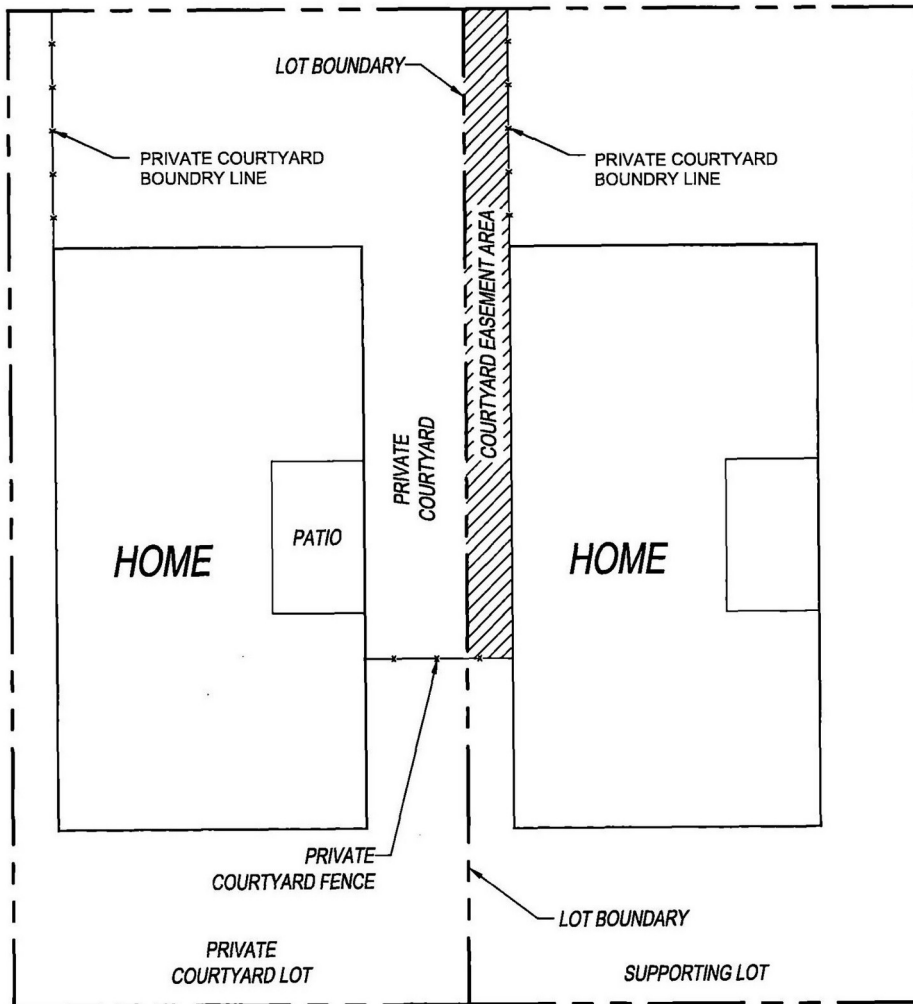 LOT BOUNDARY
PRIVATE COURTYARD
BOUNDRY LINE
PRIVATE COURTYARD
BOUNDRY LINE
COURTYARD EASEMENT AREA
PRIVATE
COURTYARD
HOME
PATIO
HOME
PRIVATE
COURTYARD FENCE
LOT BOUNDARY
PRIVATE
COURTYARD LOT
SUPPORTING LOT